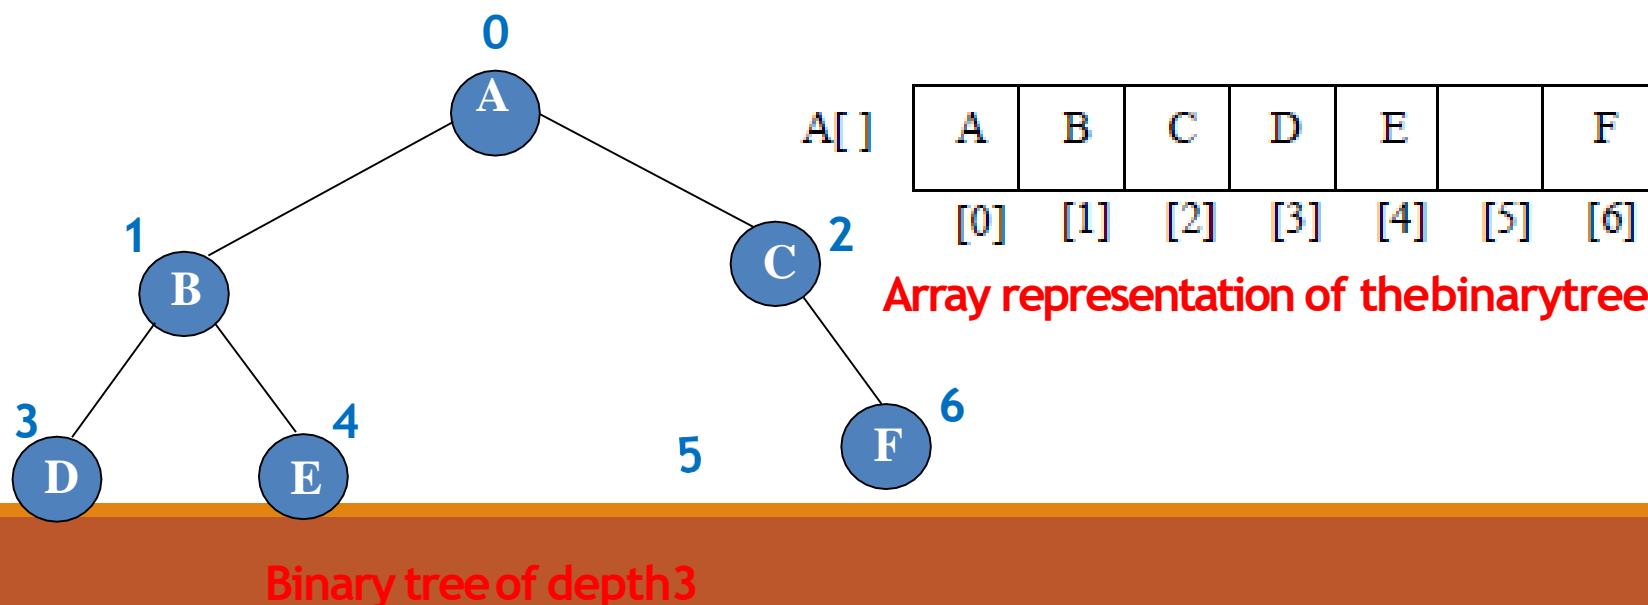 0
A
A[ ] A B C D E F
[0] [1] [2] [3] [4] [5] [6]
1
B
C
2
Array representation of thebinarytree
3
D
4
E
5
6
F
Binary tree of depth3